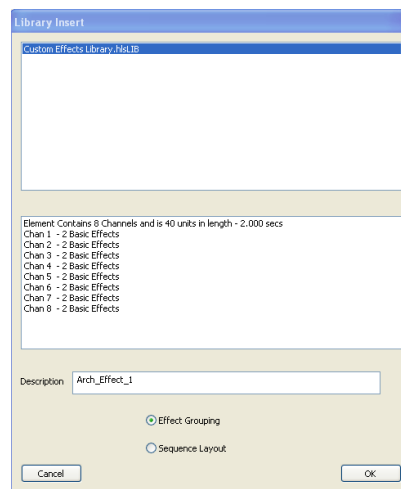 Library Insert
Custom Effects Library.hlsLIB
Element Contains 8 Channels and is 40 units in length - 2.000 secs
Chan 1 - 2 Basic Effects
Chan 2 - 2 Basic Effects
Chan 3 - 2 Basic Effects
Chan 4 - 2 Basic Effects
Chan 5 - 2 Basic Effects
Chan 6 - 2 Basic Effects
Chan 7 - 2 Basic Effects
Chan 8 - 2 Basic Effects
Description Arch_Effect_1
Effect Grouping
Sequence Layout
Cancel OK